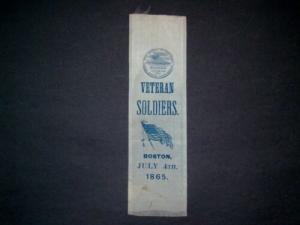 VETERAN
SOLDIERS.
BOSTON,
JULY 4TH,
1865.